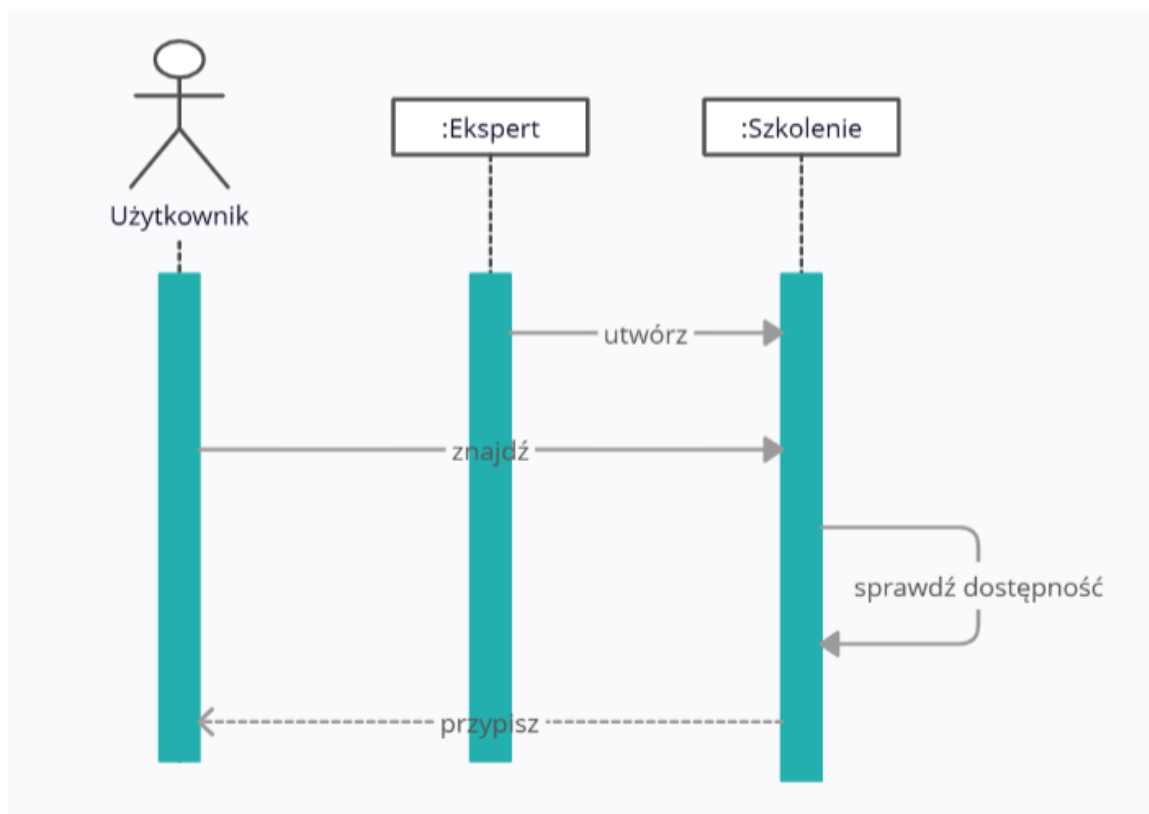 :Ekspert
:Szkolenie
Użytkownik
utwórz
znajdź
sprawdź dostępność
przypisz